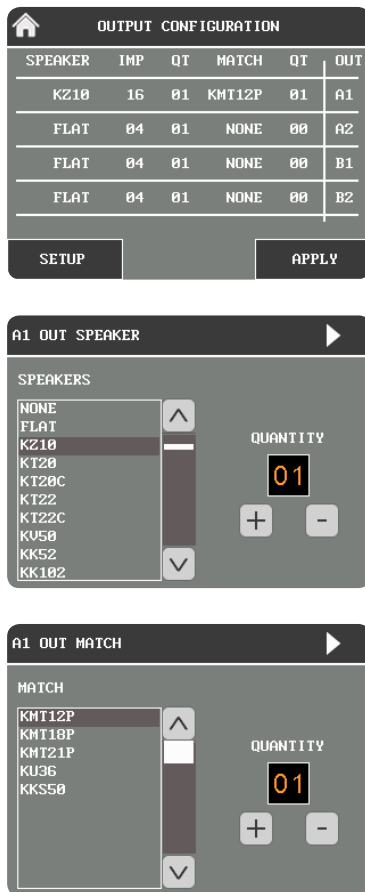 OUTPUT CONFIGURATION
SPEAKER IMP QT MATCH QT OUT
KZ10 16 01 KMT12P 01 A1
FLAT 04 01 NONE 00 A2
FLAT 04 01 NONE 00 B1
FLAT 04 01 NONE 00 B2
SETUP APPLY
A1 OUT SPEAKER
SPEAKERS
NONE
FLAT
KZ10
KT20
KT20C
KT22
KT22C
KV50
KK52
KK102
QUANTITY
01
+ -
A1 OUT MATCH
MATCH
KMT12P
KMT18P
KMT21P
KU36
KKS50
QUANTITY
01
+ -